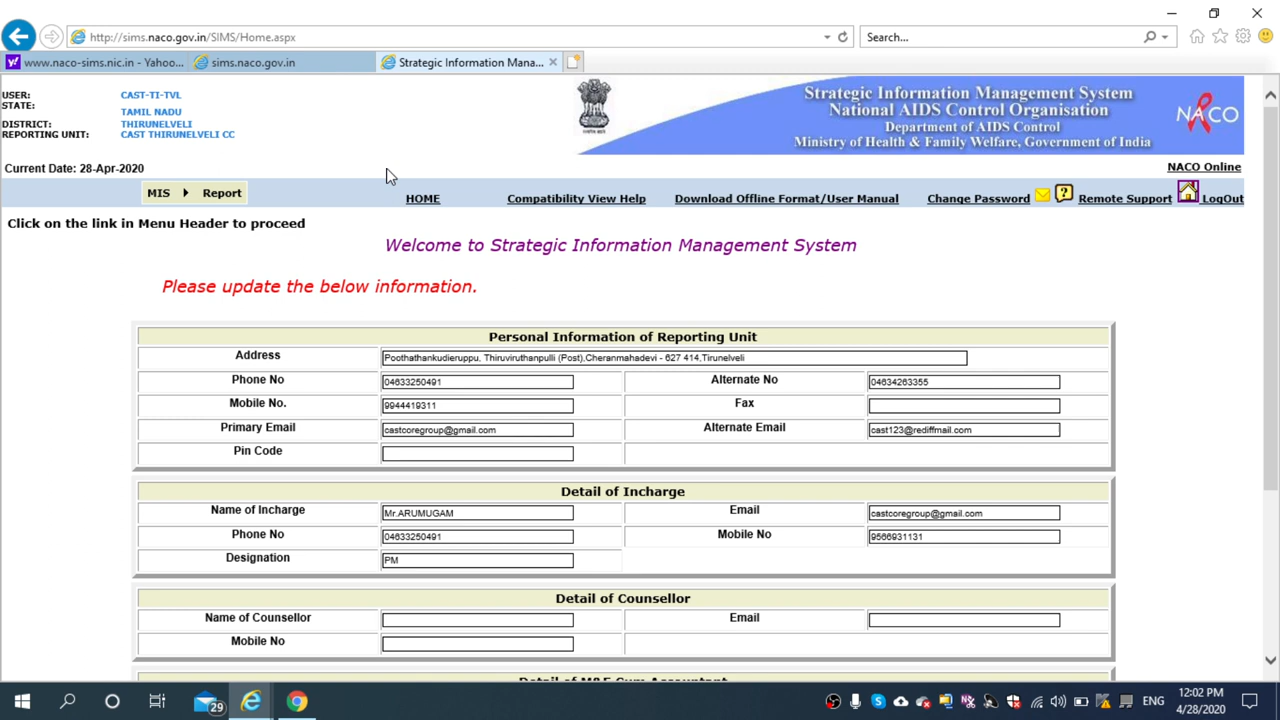 http://sims.naco.gov.in/SIMS/Home.aspx
Search...
www.naco-sims.nic.in - Yahoo...
sims.naco.gov.in
Strategic Information Mana...
USER: CAST-TI-TVL
STATE: TAMIL NADU
DISTRICT: THIRUNELVELI
REPORTING UNIT: CAST THIRUNELVELI CC
Strategic Information Management System
National AIDS Control Organisation
Department of AIDS Control
Ministry of Health & Family Welfare, Government of India
NACO
Current Date: 28-Apr-2020
NACO Online
MIS Report
HOME
Compatibility View Help
Download Offline Format/User Manual
Change Password
Remote Support
LogOut
Click on the link in Menu Header to proceed
Welcome to Strategic Information Management System
Please update the below information.
Personal Information of Reporting Unit
Address Poothathankudieruppu, Thiruviruthanpulli (Post),Cheranmahadevi - 627 414,Tirunelveli
Phone No 04633250491 Alternate No 04634263355
Mobile No. 9944419311 Fax
Primary Email castcoregroup@gmail.com Alternate Email cast123@rediffmail.com
Pin Code
Detail of Incharge
Name of Incharge Mr.ARUMUGAM Email castcoregroup@gmail.com
Phone No 04633250491 Mobile No 9566931131
Designation PM
Detail of Counsellor
Name of Counsellor Email
Mobile No
Detail of M&E Cum Accountant
29
ENG
12:02 PM
4/28/2020